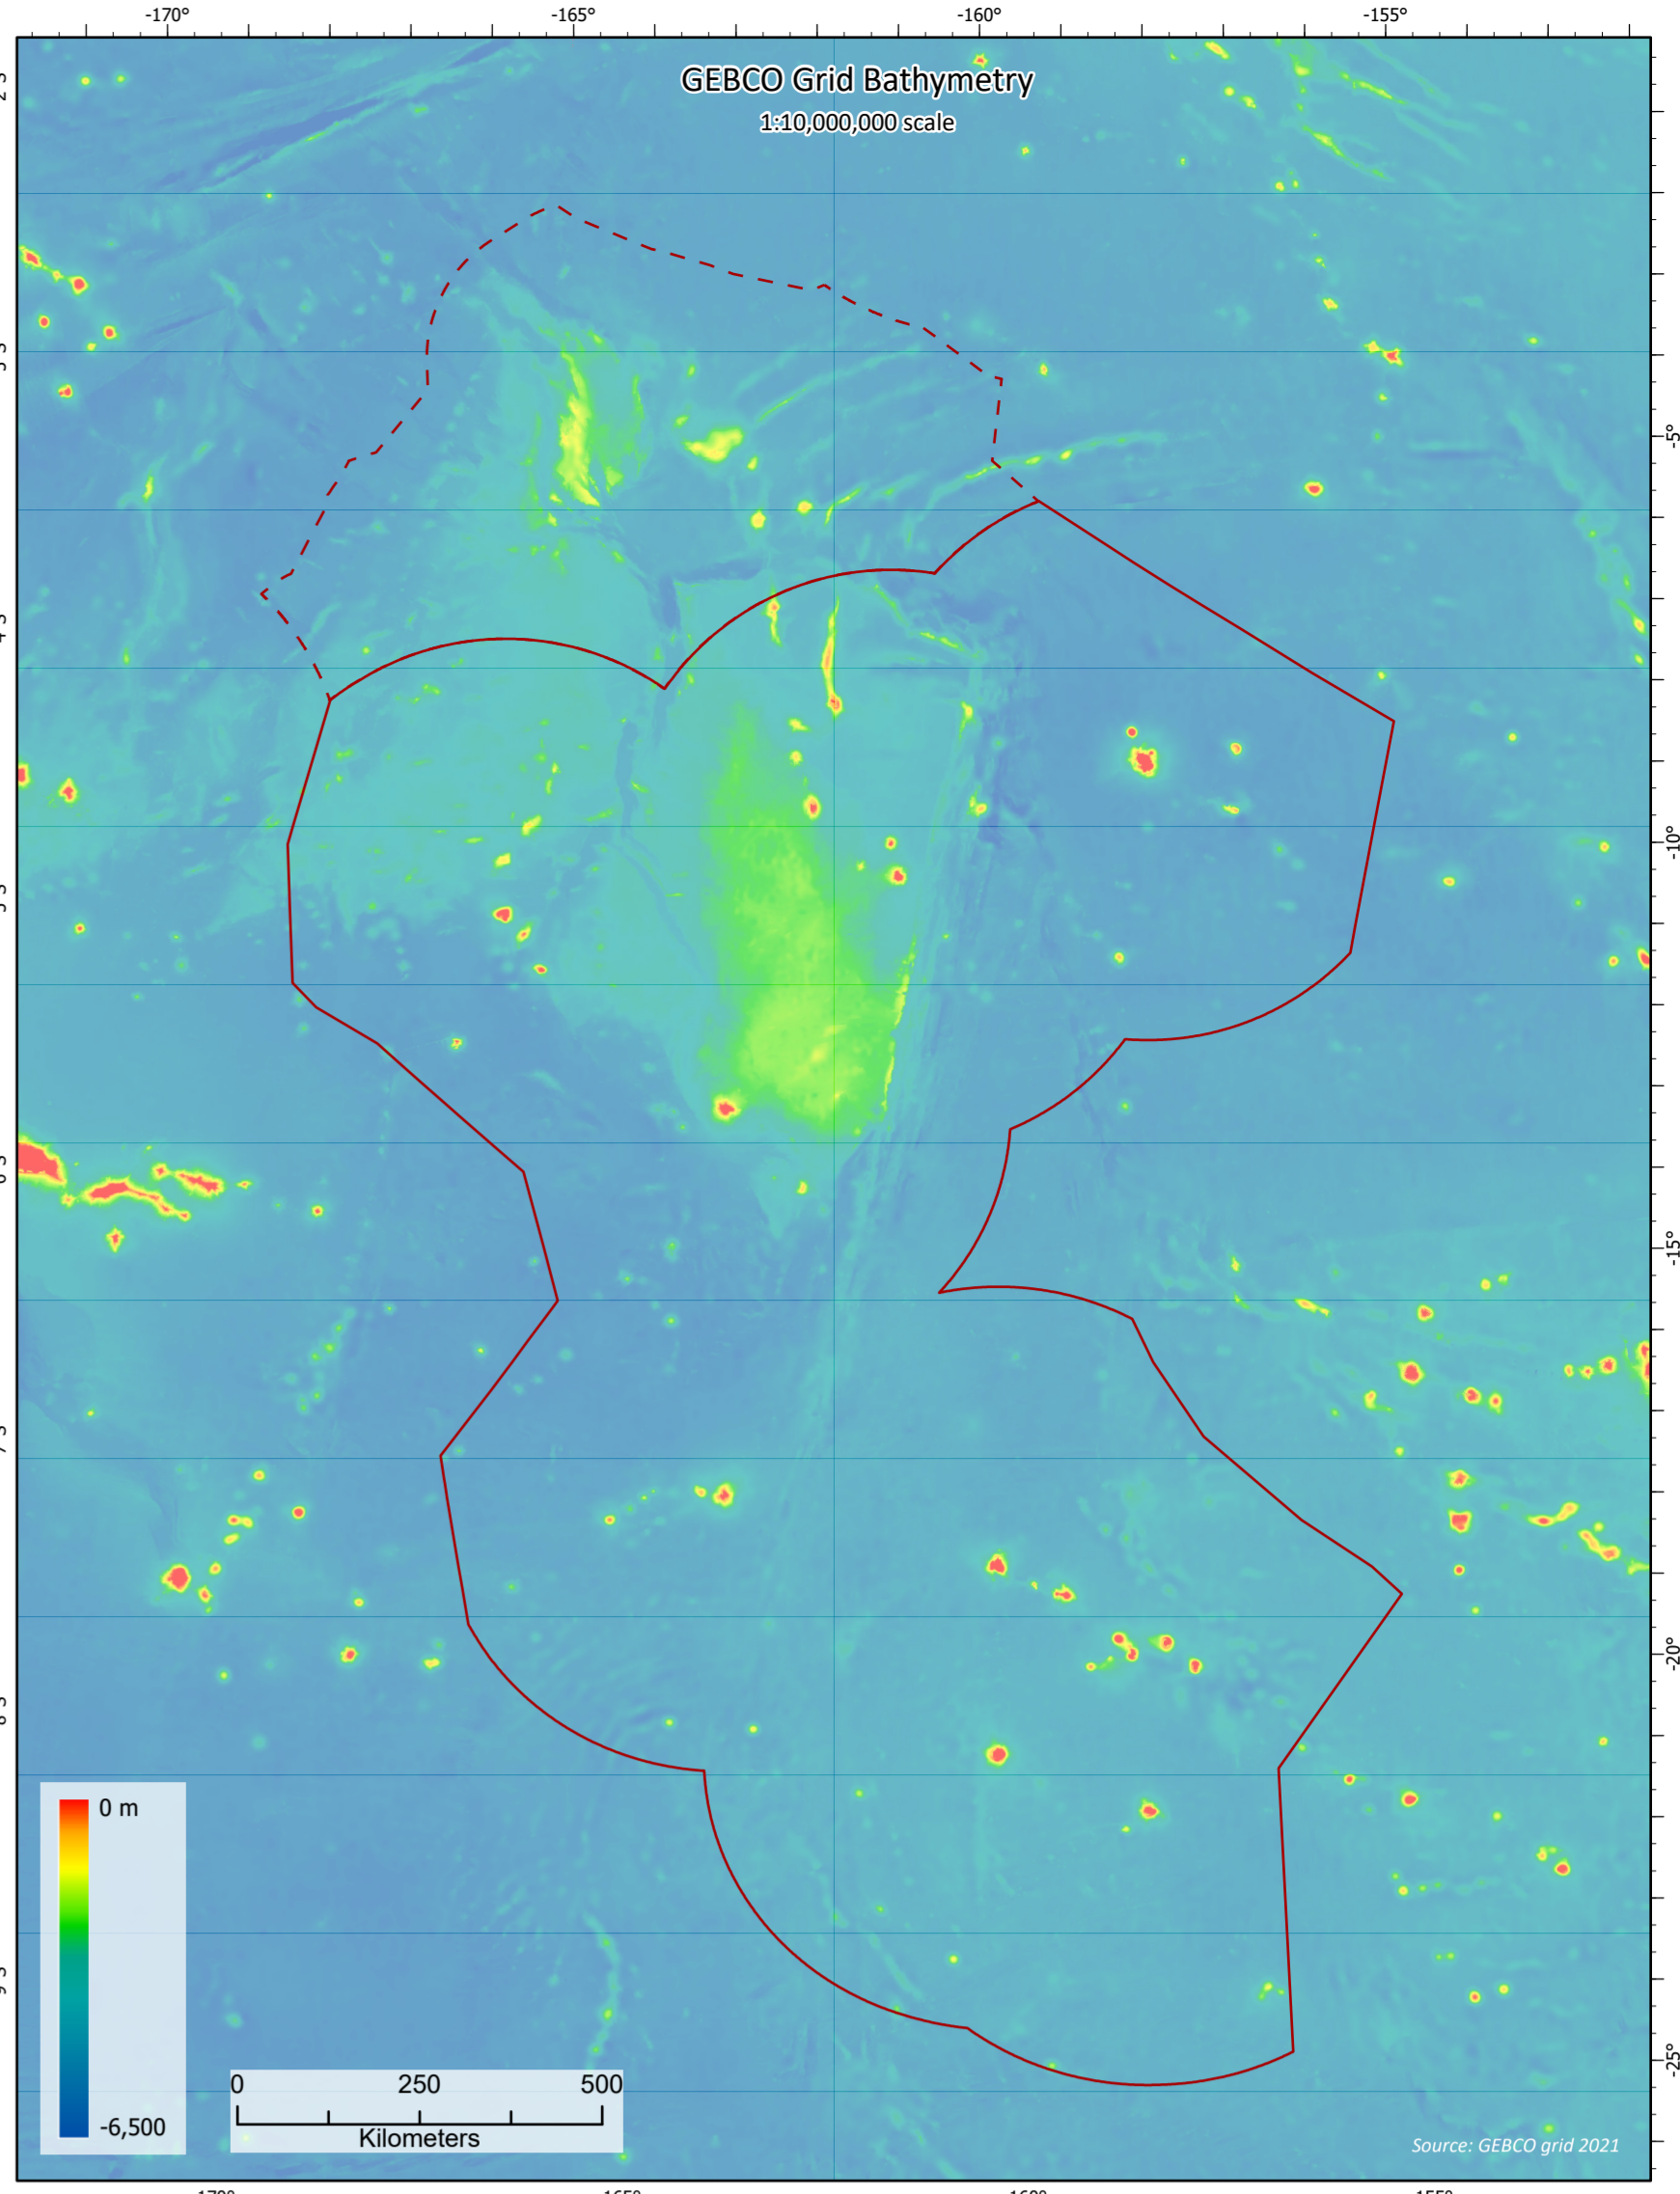 -170° -165° -160° -155°
GEBCO Grid Bathymetry
1:10,000,000 scale
-5°
-10°
-15°
-20°
-25°
0 m
-6,500
0 250 500
Kilometers
Source: GEBCO grid 2021